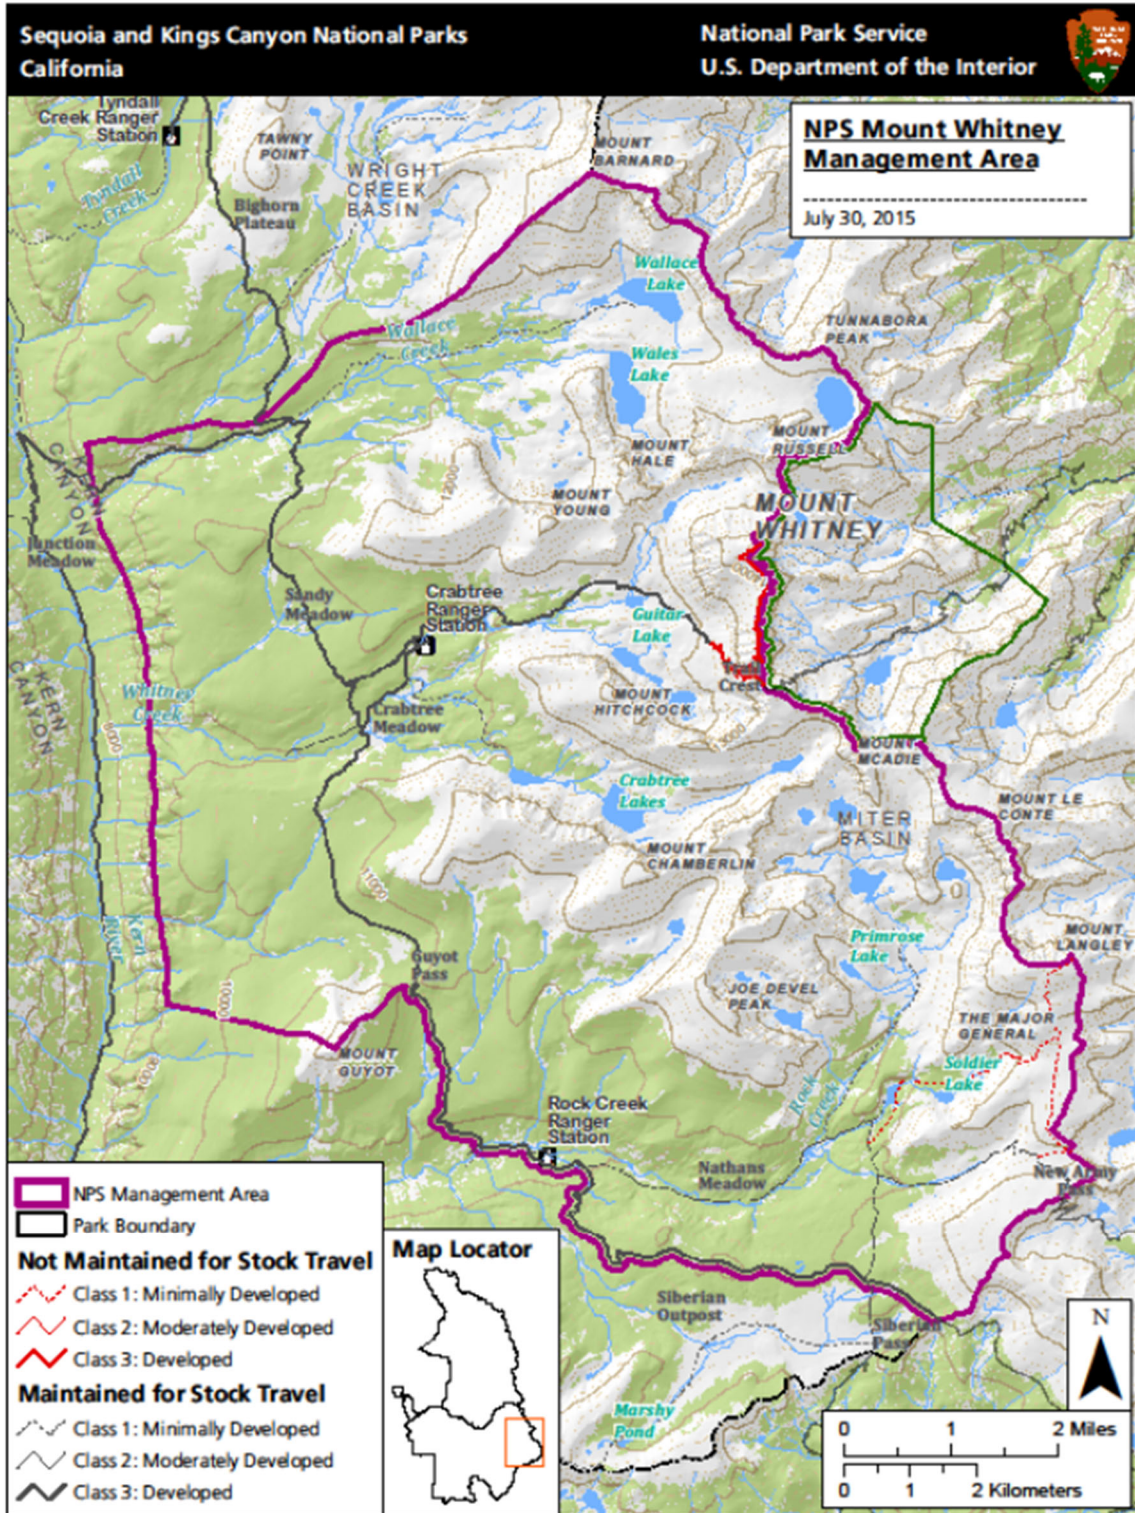 Sequoia and Kings Canyon National Parks
California
National Park Service
U.S. Department of the Interior
NPS Mount Whitney
Management Area
July 30, 2015
Tyndall
Creek Ranger
Station
Tyndall
Creek
TAWNY
POINT
WRIGHT
CREEK
BASIN
Bighorn
Plateau
MOUNT
BARNARD
Wallace
Lake
Wallace
Creek
TUNNABORA
PEAK
Wales
Lake
MOUNT
RUSSELL
MOUNT
HALE
MOUNT
YOUNG
MOUNT
WHITNEY
KERN
CANYON
Junction
Meadow
Sandy
Meadow
Crabtree
Ranger
Station
Guitar
Lake
Crest
MOUNT
HITCHCOCK
Whitney
Creek
Crabtree
Meadow
KERN
CANYON
MOUNT
MCADIE
Crabtree
Lakes
MOUNT LE
CONTE
MITER
BASIN
MOUNT
CHAMBERLIN
11000
Primrose
Lake
MOUNT
LANGLEY
Kern
River
Guyot
Pass
JOE DEVEL
PEAK
10000
THE MAJOR
GENERAL
MOUNT
GUYOT
Soldier
Lake
Rock
Creek
Rock Creek
Ranger
Station
Nathans
Meadow
New Army
Pass
Siberian
Outpost
Siberian
Pass
Marshy
Pond
NPS Management Area
Park Boundary
Not Maintained for Stock Travel
Class 1: Minimally Developed
Class 2: Moderately Developed
Class 3: Developed
Maintained for Stock Travel
Class 1: Minimally Developed
Class 2: Moderately Developed
Class 3: Developed
Map Locator
N
0 1 2 Miles
0 1 2 Kilometers